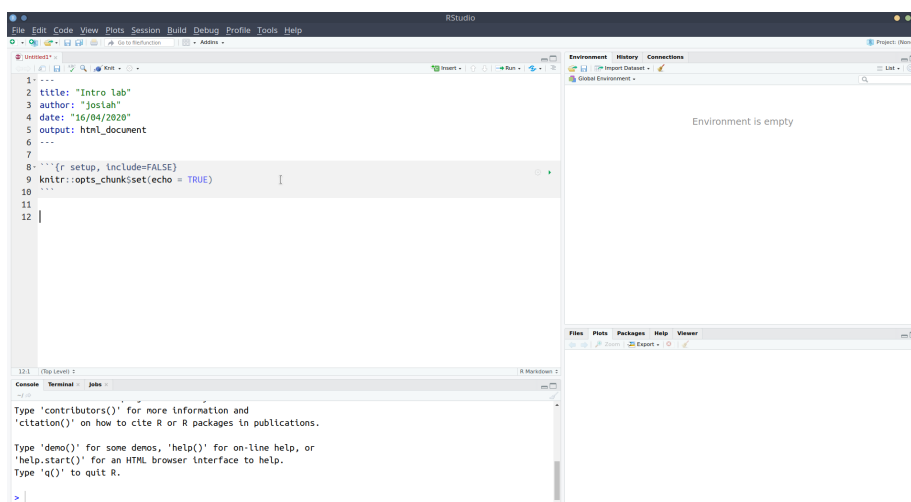 RStudio
File Edit Code View Plots Session Build Debug Profile Tools Help
Go to file/function Addins Project: (Non
Untitled1*
Knit Insert Run
1 ---
2 title: "Intro lab"
3 author: "josiah"
4 date: "16/04/2020"
5 output: html_document
6 ---
7
8 ```{r setup, include=FALSE}
9 knitr::opts_chunk$set(echo = TRUE)
10 ```
11
12
12:1 (Top Level) R Markdown
Console Terminal Jobs
~/
Type 'contributors()' for more information and
'citation()' on how to cite R or R packages in publications.
Type 'demo()' for some demos, 'help()' for on-line help, or
'help.start()' for an HTML browser interface to help.
Type 'q()' to quit R.
>
Environment History Connections
Import Dataset List
Global Environment
Environment is empty
Files Plots Packages Help Viewer
Zoom Export